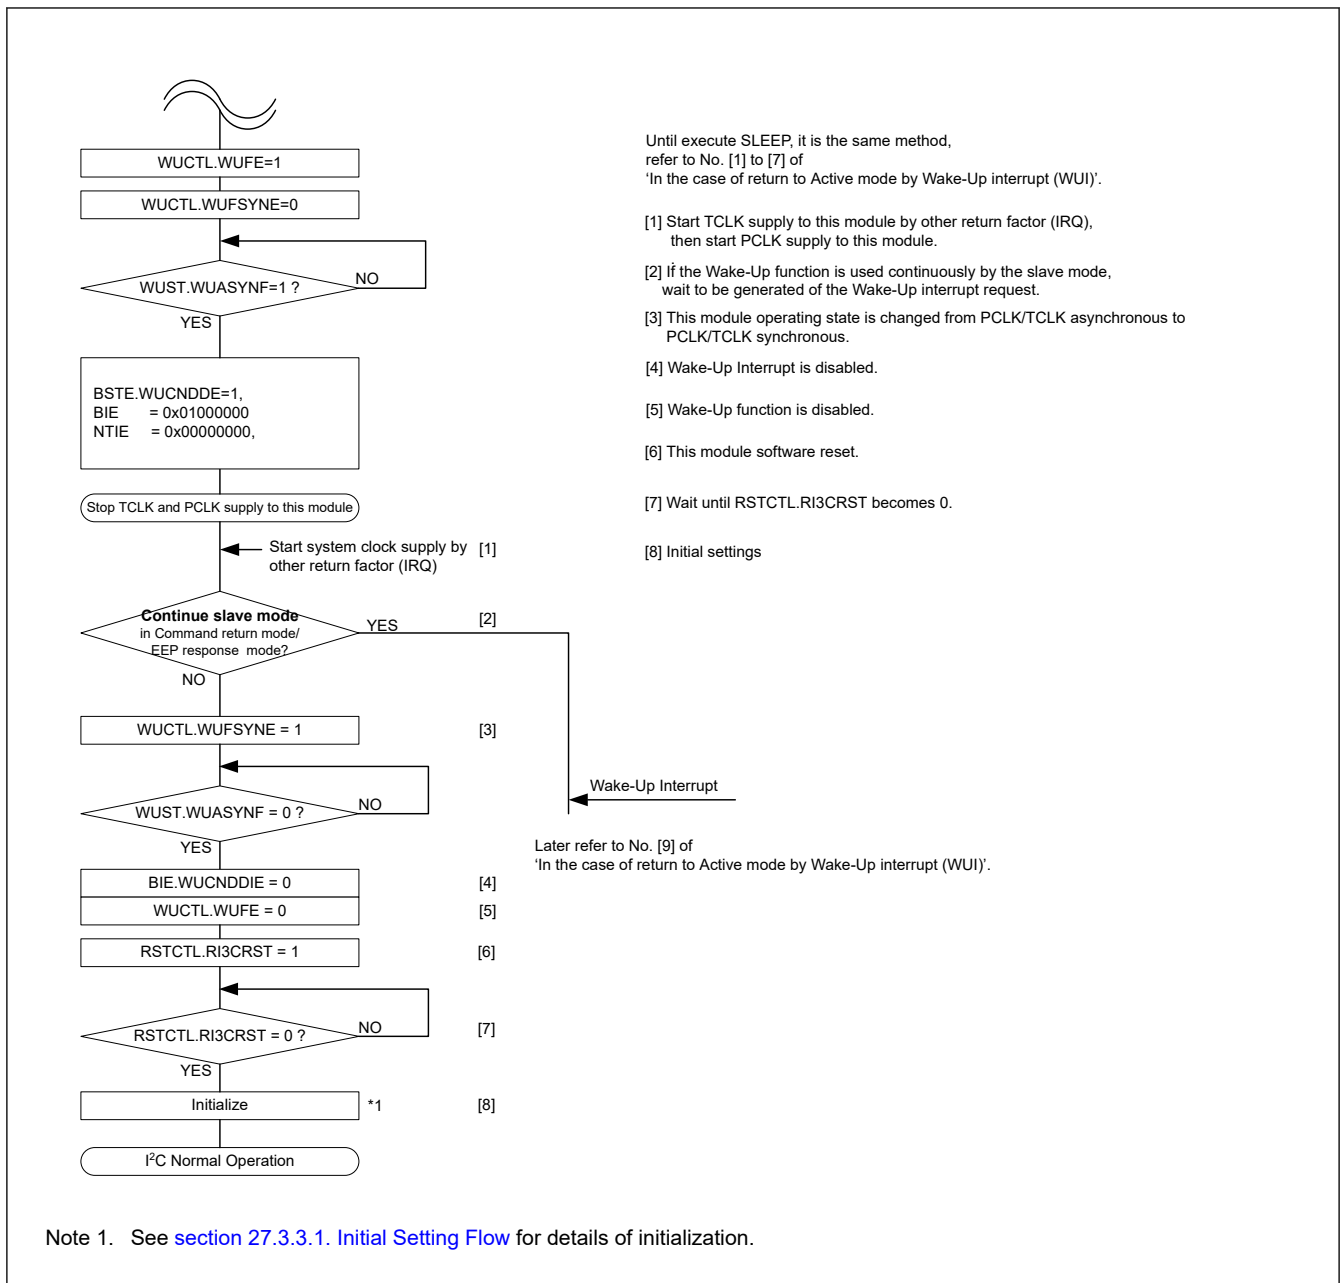 WUCTL.WUFE=1
WUCTL.WUFSYNE=0
WUST.WUASYNF=1 ?
NO
YES
BSTE.WUCNDDE=1,
BIE = 0x01000000
NTIE = 0x00000000,
Stop TCLK and PCLK supply to this module
Start system clock supply by [1]
other return factor (IRQ)
Continue slave mode
in Command return mode/
EEP response mode?
YES
[2]
NO
WUCTL.WUFSYNE = 1
[3]
WUST.WUASYNF = 0 ?
NO
YES
Wake-Up Interrupt
Later refer to No. [9] of
‘In the case of return to Active mode by Wake-Up interrupt (WUI)’.
BIE.WUCNDDIE = 0
[4]
WUCTL.WUFE = 0
[5]
RSTCTL.RI3CRST = 1
[6]
RSTCTL.RI3CRST = 0 ?
NO
[7]
YES
Initialize
*1
[8]
I²C Normal Operation
Until execute SLEEP, it is the same method,
refer to No. [1] to [7] of
‘In the case of return to Active mode by Wake-Up interrupt (WUI)’.
[1] Start TCLK supply to this module by other return factor (IRQ),
then start PCLK supply to this module.
[2] If the Wake-Up function is used continuously by the slave mode,
wait to be generated of the Wake-Up interrupt request.
[3] This module operating state is changed from PCLK/TCLK asynchronous to
PCLK/TCLK synchronous.
[4] Wake-Up Interrupt is disabled.
[5] Wake-Up function is disabled.
[6] This module software reset.
[7] Wait until RSTCTL.RI3CRST becomes 0.
[8] Initial settings
Note 1. See section 27.3.3.1. Initial Setting Flow for details of initialization.